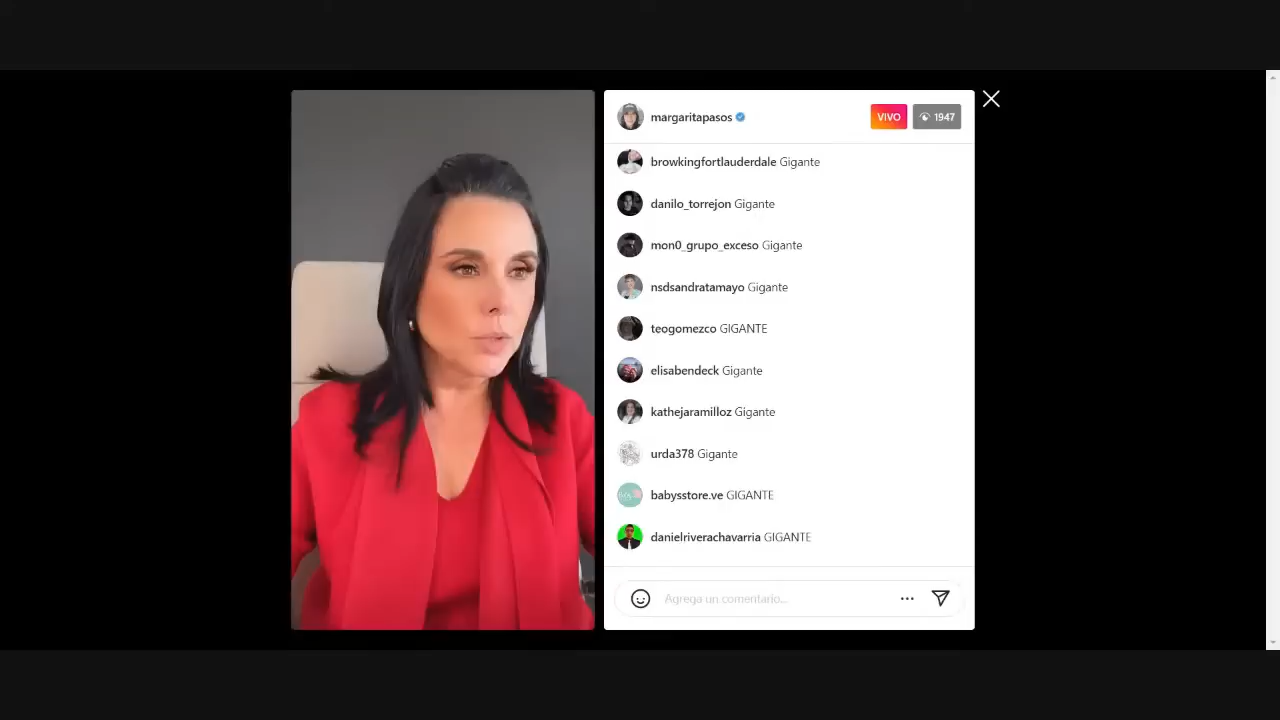 margaritapasos
VIVO
1947
browkingfortlauderdale Gigante
danilo_torrejon Gigante
mon0_grupo_exceso Gigante
nsdsandratamayo Gigante
teogomezco GIGANTE
elisabendeck Gigante
kathejaramilloz Gigante
urda378 Gigante
babysstore.ve GIGANTE
danielriverachavarria GIGANTE
Agrega un comentario...